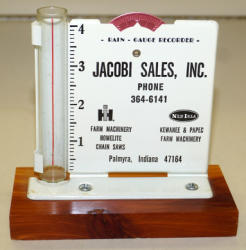 - RAIN - GAUGE RECORDER -
4
3
2
1
JACOBI SALES, INC.
PHONE
364-6141
IH
NEW IDEA
FARM MACHINERY
HOMELITE
CHAIN SAWS
KEWANEE & PAPEC
FARM MACHINERY
Palmyra, Indiana 47164